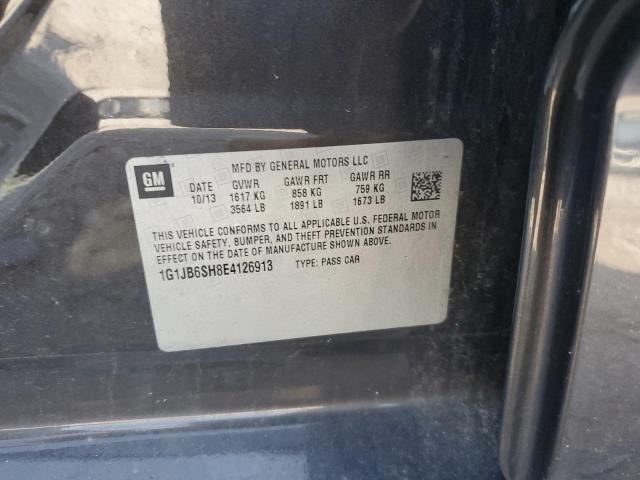 GM
MFD BY GENERAL MOTORS LLC
DATE GVWR GAWR FRT GAWR RR
10/13 1617 KG 858 KG 759 KG
3564 LB 1891 LB 1673 LB
THIS VEHICLE CONFORMS TO ALL APPLICABLE U.S. FEDERAL MOTOR
VEHICLE SAFETY, BUMPER, AND THEFT PREVENTION STANDARDS IN
EFFECT ON THE DATE OF MANUFACTURE SHOWN ABOVE.
1G1JB6SH8E4126913 TYPE: PASS CAR